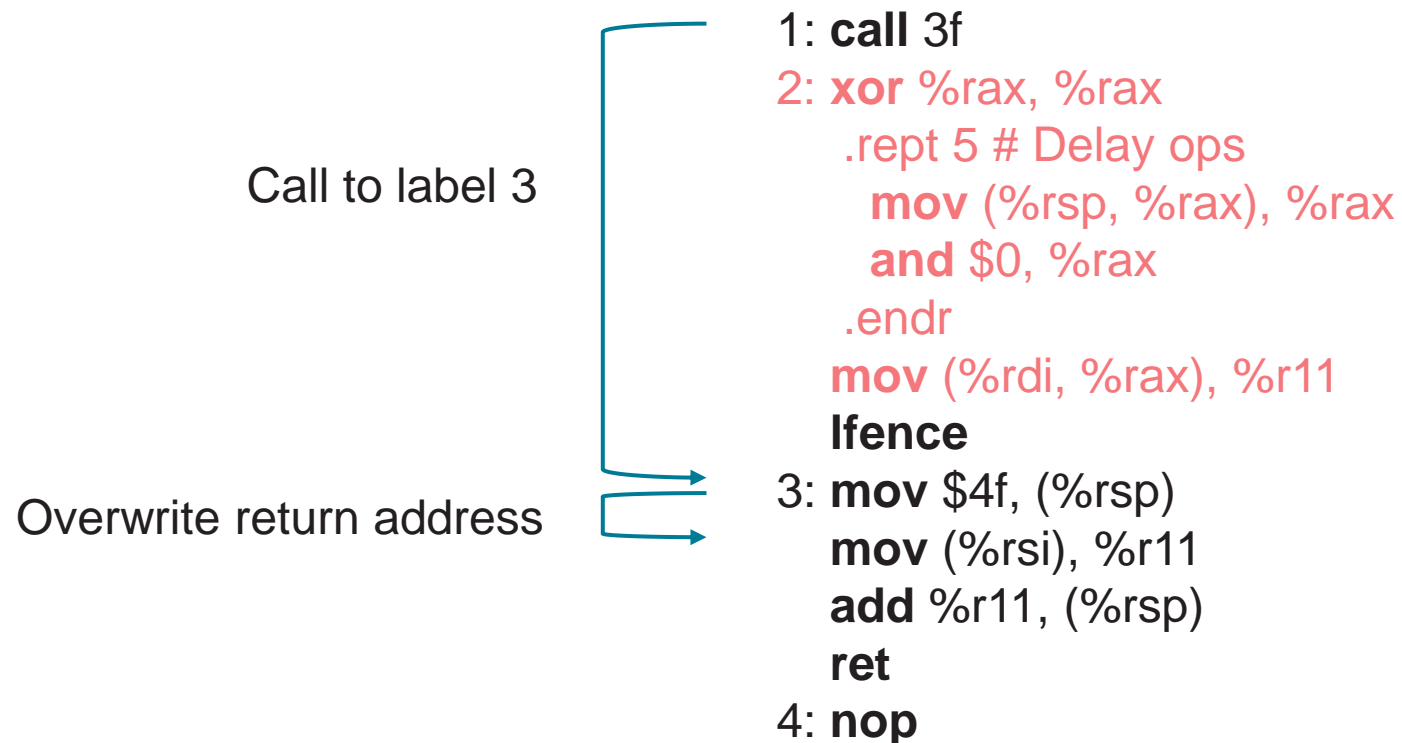 1: call 3f
2: xor %rax, %rax
.rept 5 # Delay ops
Call to label 3
mov (%rsp, %rax), %rax
and $0, %rax
.endr
mov (%rdi, %rax), %r11
lfence
3: mov $4f, (%rsp)
Overwrite return address
mov (%rsi), %r11
add %r11, (%rsp)
ret
4: nop